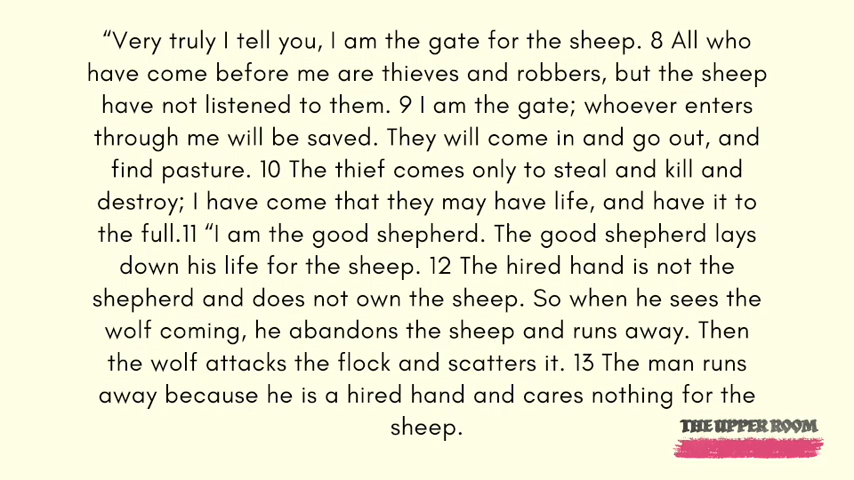 “Very truly I tell you, I am the gate for the sheep. 8 All who
have come before me are thieves and robbers, but the sheep
have not listened to them. 9 I am the gate; whoever enters
through me will be saved. They will come in and go out, and
find pasture. 10 The thief comes only to steal and kill and
destroy; I have come that they may have life, and have it to
the full.11 “I am the good shepherd. The good shepherd lays
down his life for the sheep. 12 The hired hand is not the
shepherd and does not own the sheep. So when he sees the
wolf coming, he abandons the sheep and runs away. Then
the wolf attacks the flock and scatters it. 13 The man runs
away because he is a hired hand and cares nothing for the
sheep.
THE UPPER ROOM